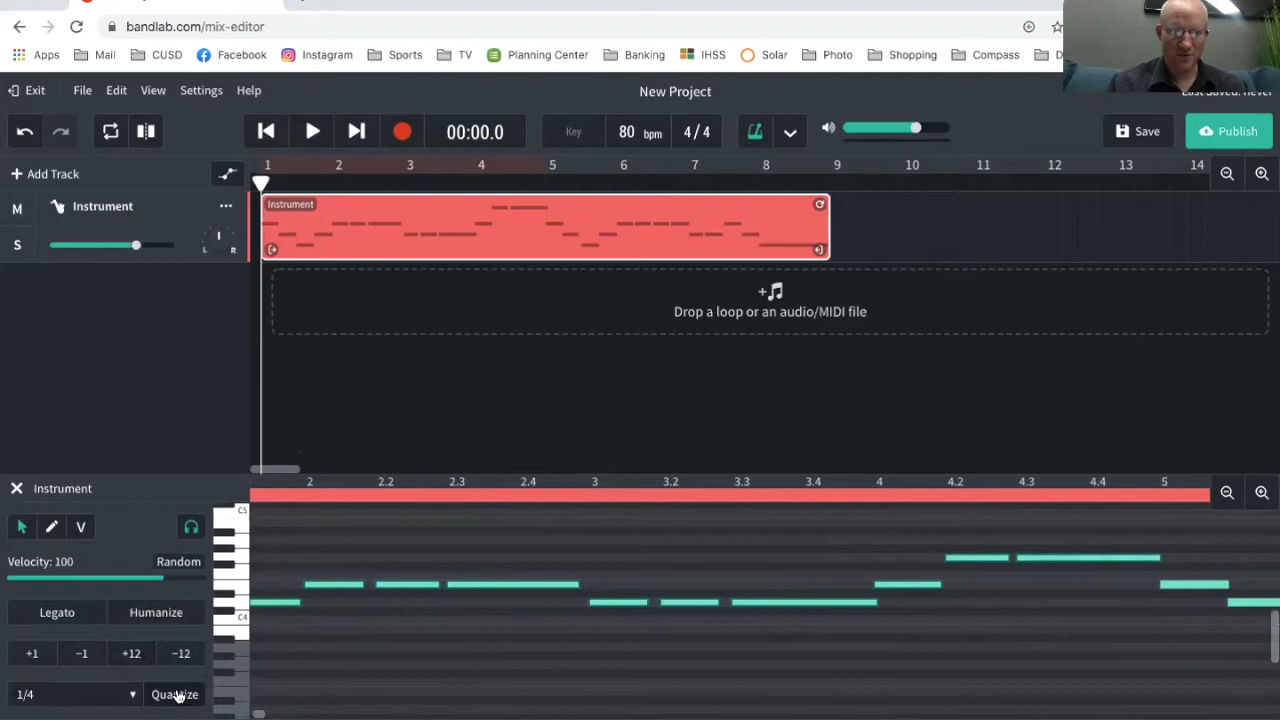 bandlab.com/mix-editor
Apps Mail CUSD Facebook Instagram Sports TV Planning Center Banking IHSS Solar Photo Shopping Compass
Exit File Edit View Settings Help New Project Last Saved: never
00:00.0 Key 80 bpm 4/4 Save Publish
+ Add Track 1 2 3 4 5 6 7 8 9 10 11 12 13 14
M Instrument ... Instrument
S L R
Drop a loop or an audio/MIDI file
Instrument 2 2.2 2.3 2.4 3 3.2 3.3 3.4 4 4.2 4.3 4.4 5
C5
V
Velocity: 100 Random
Legato Humanize C4
+1 −1 +12 −12
1/4 Quantize